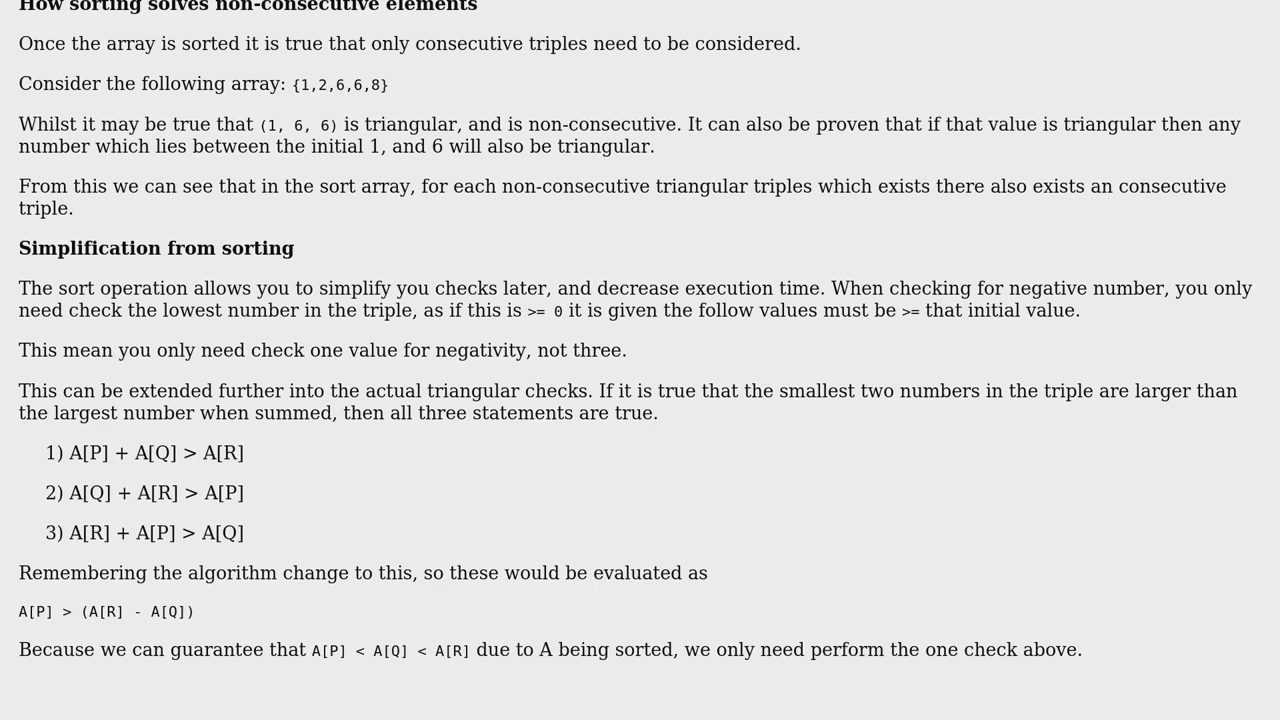 How sorting solves non-consecutive elements
Once the array is sorted it is true that only consecutive triples need to be considered.
Consider the following array: {1,2,6,6,8}
Whilst it may be true that (1, 6, 6) is triangular, and is non-consecutive. It can also be proven that if that value is triangular then any
number which lies between the initial 1, and 6 will also be triangular.
From this we can see that in the sort array, for each non-consecutive triangular triples which exists there also exists an consecutive
triple.
Simplification from sorting
The sort operation allows you to simplify you checks later, and decrease execution time. When checking for negative number, you only
need check the lowest number in the triple, as if this is >= 0 it is given the follow values must be >= that initial value.
This mean you only need check one value for negativity, not three.
This can be extended further into the actual triangular checks. If it is true that the smallest two numbers in the triple are larger than
the largest number when summed, then all three statements are true.
1) A[P] + A[Q] > A[R]
2) A[Q] + A[R] > A[P]
3) A[R] + A[P] > A[Q]
Remembering the algorithm change to this, so these would be evaluated as
A[P] > (A[R] - A[Q])
Because we can guarantee that A[P] < A[Q] < A[R] due to A being sorted, we only need perform the one check above.